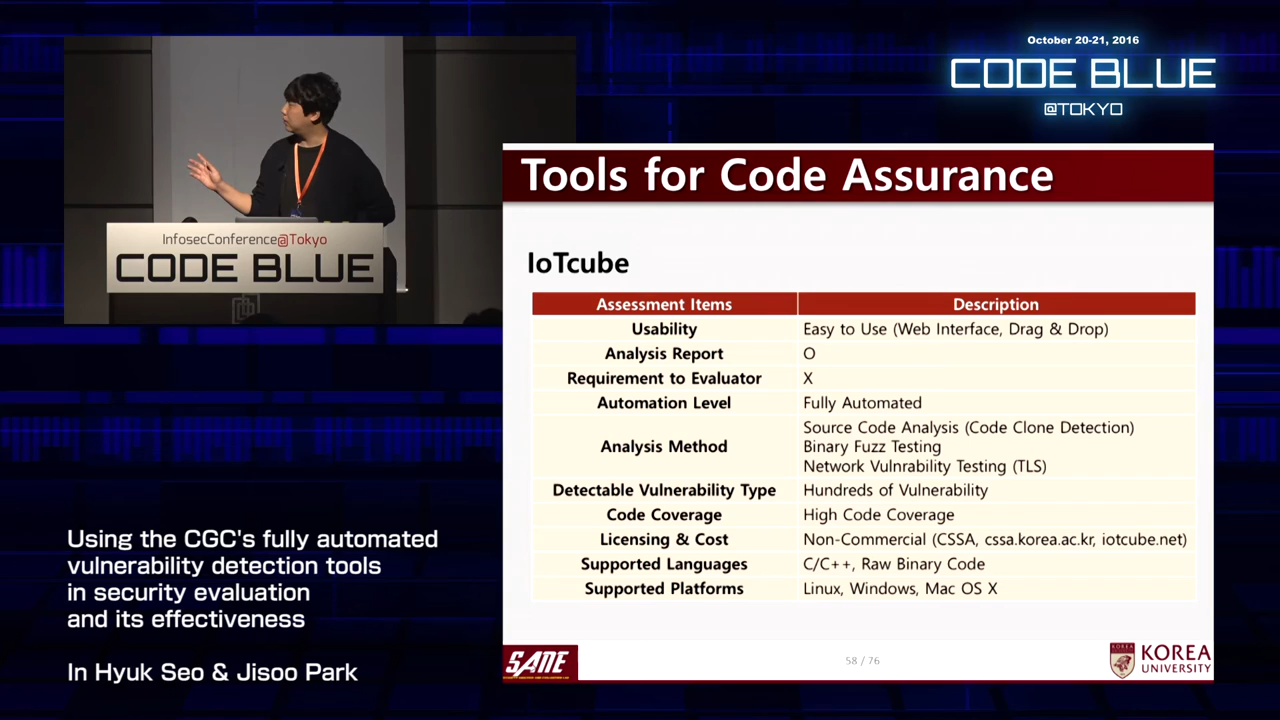 October 20-21, 2016
CODE BLUE
@TOKYO
InfosecConference@Tokyo
CODE BLUE
Tools for Code Assurance
IoTcube
Assessment Items Description
Usability Easy to Use (Web Interface, Drag & Drop)
Analysis Report O
Requirement to Evaluator X
Automation Level Fully Automated
Analysis Method Source Code Analysis (Code Clone Detection)
Binary Fuzz Testing
Network Vulnrability Testing (TLS)
Detectable Vulnerability Type Hundreds of Vulnerability
Code Coverage High Code Coverage
Licensing & Cost Non-Commercial (CSSA, cssa.korea.ac.kr, iotcube.net)
Supported Languages C/C++, Raw Binary Code
Supported Platforms Linux, Windows, Mac OS X
SANE
58 / 76
KOREA
UNIVERSITY
Using the CGC's fully automated
vulnerability detection tools
in security evaluation
and its effectiveness
In Hyuk Seo & Jisoo Park